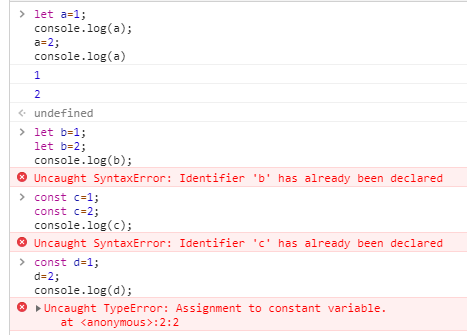 let a=1;
console.log(a);
a=2;
console.log(a)
1
2
undefined
let b=1;
let b=2;
console.log(b);
Uncaught SyntaxError: Identifier 'b' has already been declared
const c=1;
const c=2;
console.log(c);
Uncaught SyntaxError: Identifier 'c' has already been declared
const d=1;
d=2;
console.log(d);
Uncaught TypeError: Assignment to constant variable.
at <anonymous>:2:2